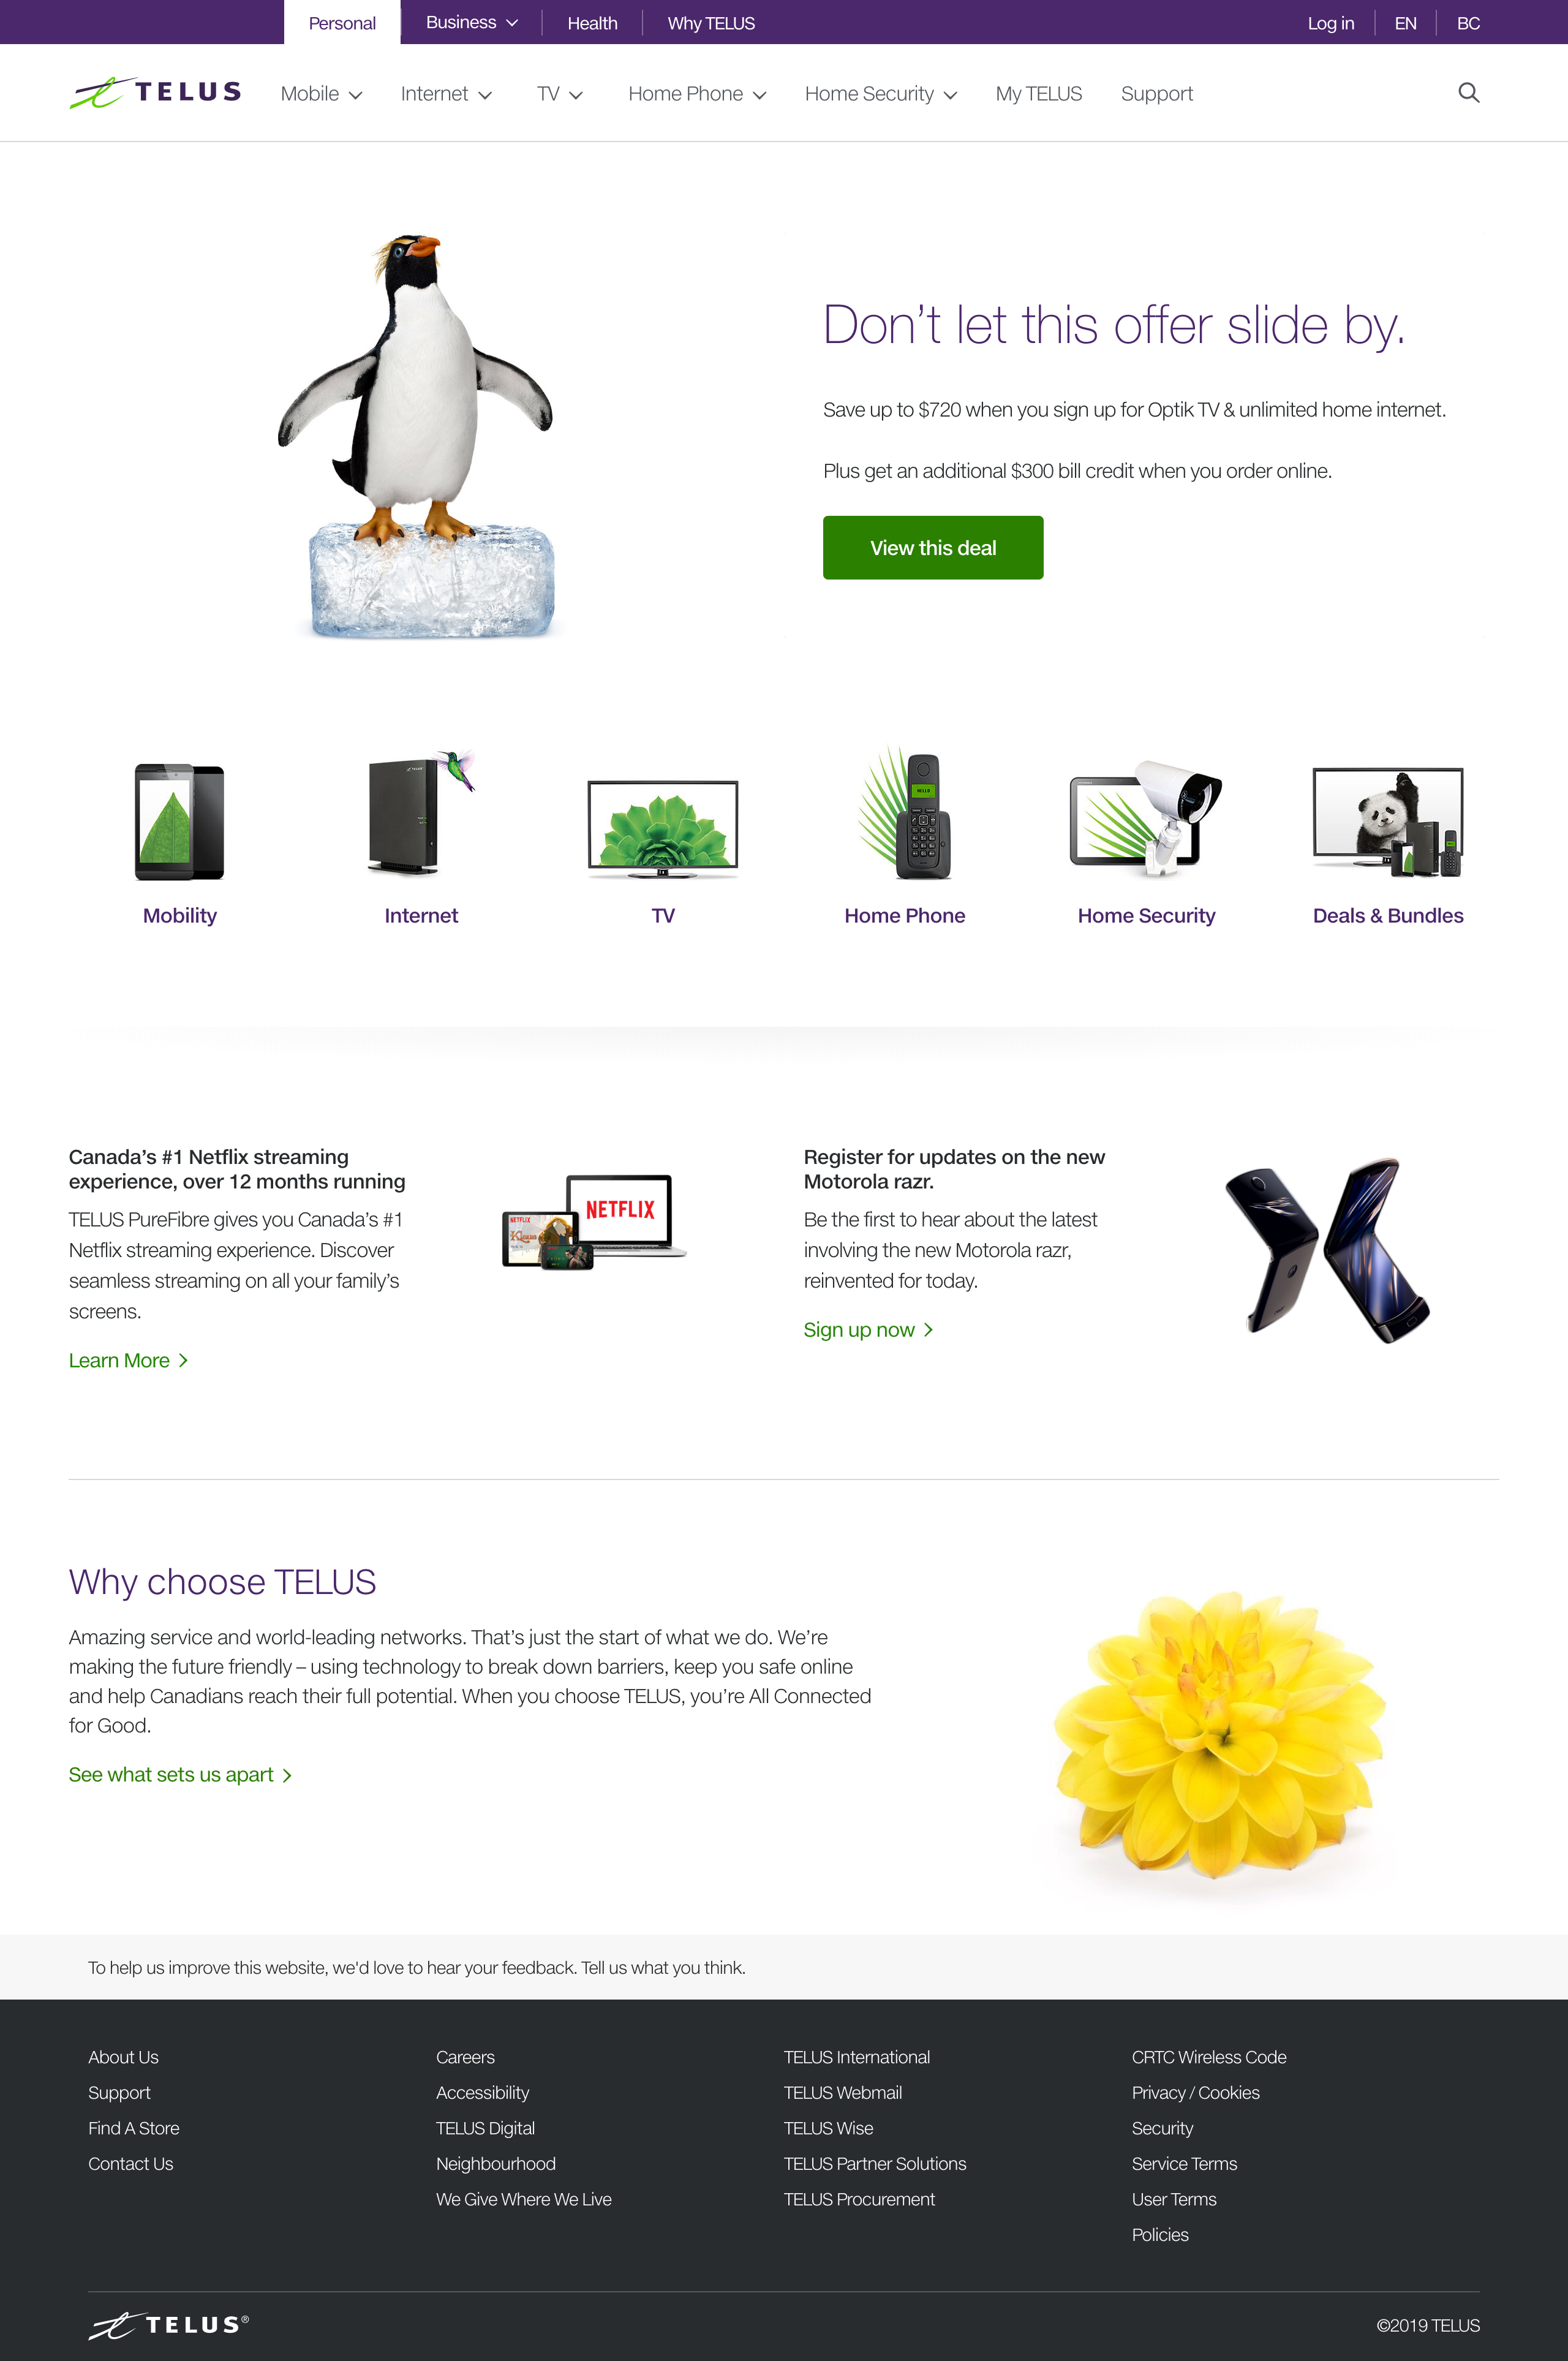 Personal
Business
Health
Why TELUS
Log in
EN
BC
TELUS
Mobile
Internet
TV
Home Phone
Home Security
My TELUS
Support
Don’t let this offer slide by.
Save up to $720 when you sign up for Optik TV & unlimited home internet.
Plus get an additional $300 bill credit when you order online.
View this deal
TELUS
HELLO
Mobility
Internet
TV
Home Phone
Home Security
Deals & Bundles
Canada’s #1 Netflix streaming
experience, over 12 months running
TELUS PureFibre gives you Canada’s #1
Netflix streaming experience. Discover
seamless streaming on all your family’s
screens.
Learn More
NETFLIX
NETFLIX
Klaus
Register for updates on the new
Motorola razr.
Be the first to hear about the latest
involving the new Motorola razr,
reinvented for today.
Sign up now
Why choose TELUS
Amazing service and world-leading networks. That’s just the start of what we do. We’re
making the future friendly – using technology to break down barriers, keep you safe online
and help Canadians reach their full potential. When you choose TELUS, you’re All Connected
for Good.
See what sets us apart
To help us improve this website, we'd love to hear your feedback. Tell us what you think.
About Us
Support
Find A Store
Contact Us
Careers
Accessibility
TELUS Digital
Neighbourhood
We Give Where We Live
TELUS International
TELUS Webmail
TELUS Wise
TELUS Partner Solutions
TELUS Procurement
CRTC Wireless Code
Privacy / Cookies
Security
Service Terms
User Terms
Policies
TELUS®
©2019 TELUS